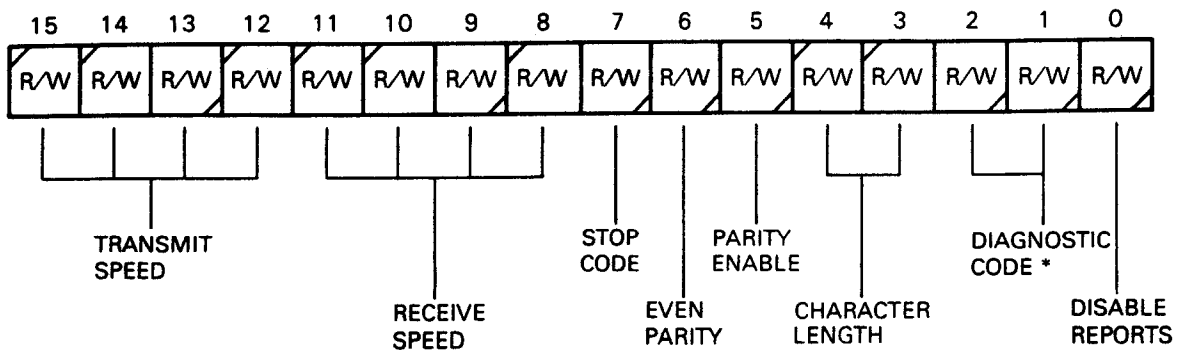 15 14 13 12 11 10 9 8 7 6 5 4 3 2 1 0
R/W R/W R/W R/W R/W R/W R/W R/W R/W R/W R/W R/W R/W R/W R/W R/W
TRANSMIT
SPEED
RECEIVE
SPEED
STOP
CODE
EVEN
PARITY
PARITY
ENABLE
CHARACTER
LENGTH
DIAGNOSTIC
CODE *
DISABLE
REPORTS